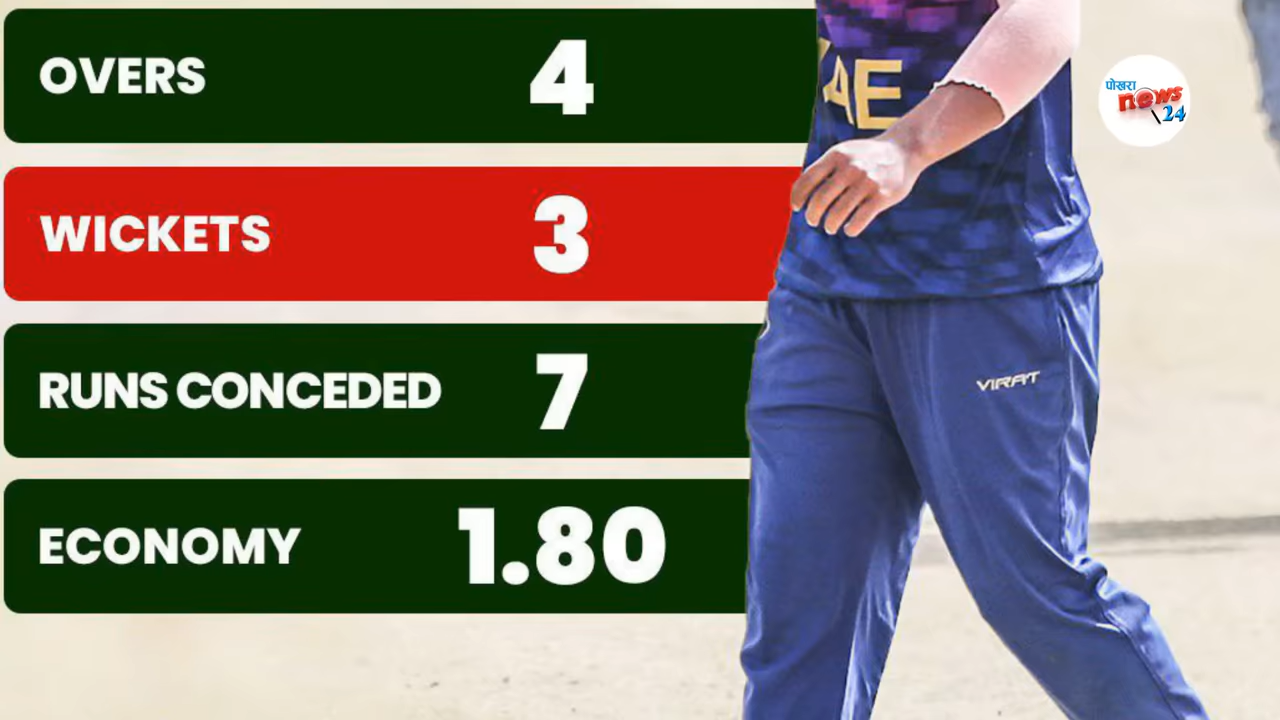 OVERS 4
WICKETS 3
RUNS CONCEDED 7
ECONOMY 1.80
AE
VIRAT
पोखरा
news
24